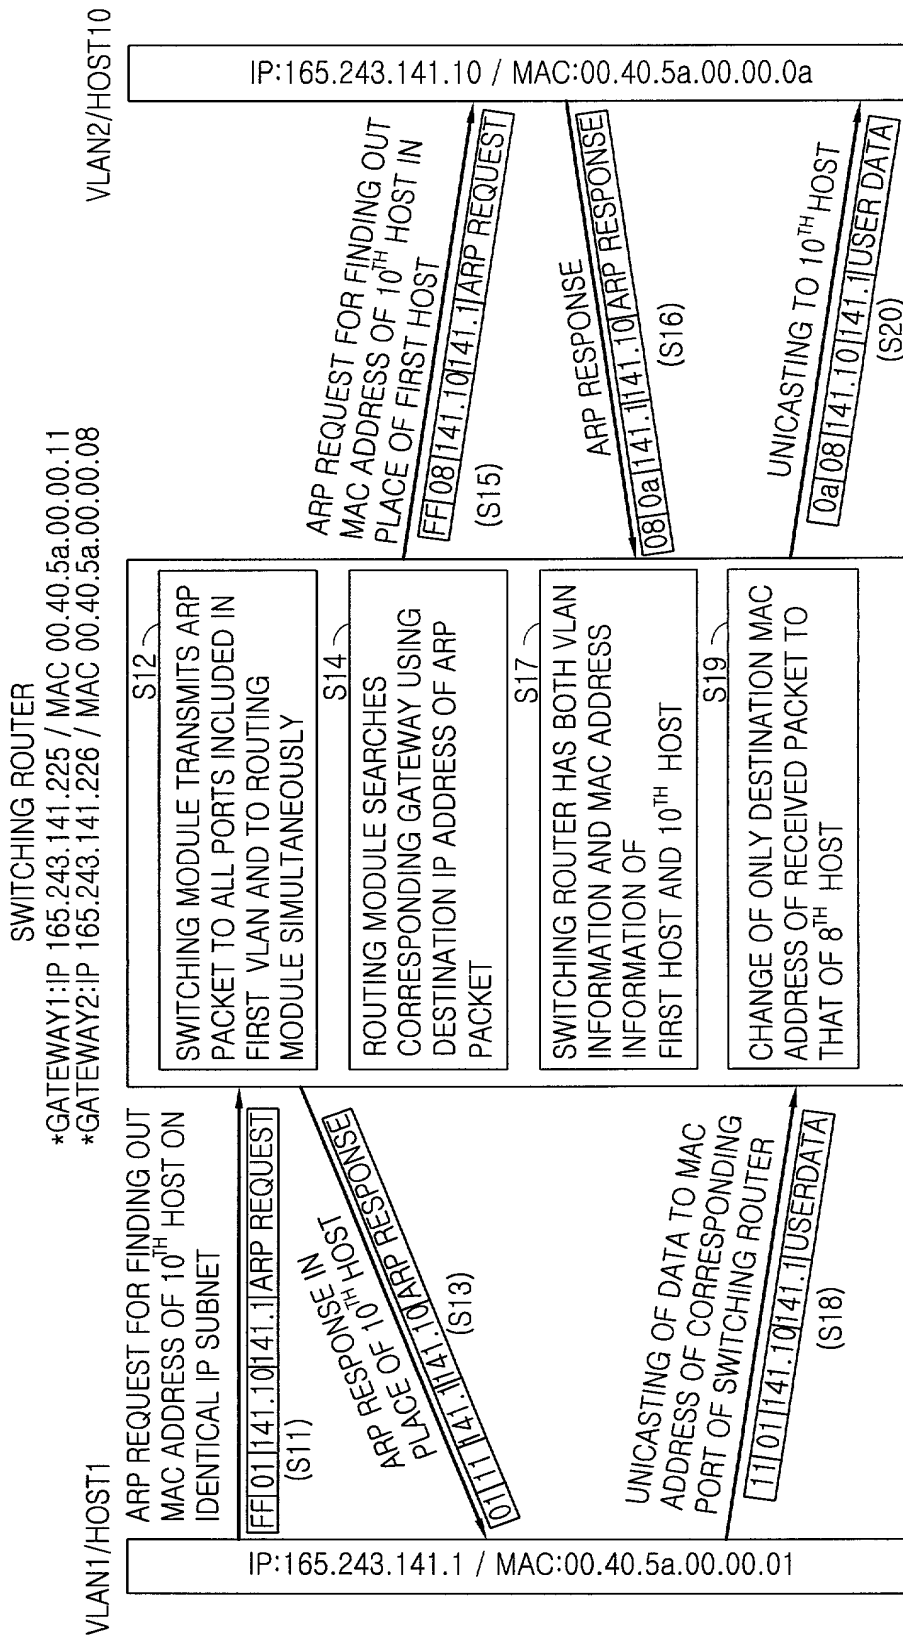 SWITCHING ROUTER
*GATEWAY1:IP 165.243.141.225 / MAC 00.40.5a.00.00.11
*GATEWAY2:IP 165.243.141.226 / MAC 00.40.5a.00.00.08
VLAN1/HOST1
VLAN2/HOST10
IP:165.243.141.1 / MAC:00.40.5a.00.00.01
IP:165.243.141.10 / MAC:00.40.5a.00.00.0a
ARP REQUEST FOR FINDING OUT
MAC ADDRESS OF 10TH HOST ON
IDENTICAL IP SUBNET
FF 01 141.10 141.1 ARP REQUEST
(S11)
S12
SWITCHING MODULE TRANSMITS ARP
PACKET TO ALL PORTS INCLUDED IN
FIRST VLAN AND TO ROUTING
MODULE SIMULTANEOUSLY
ARP RESPONSE IN
PLACE OF 10TH HOST
01 11 141.1 141.10 ARP RESPONSE
(S13)
S14
ROUTING MODULE SEARCHES
CORRESPONDING GATEWAY USING
DESTINATION IP ADDRESS OF ARP
PACKET
ARP REQUEST FOR FINDING OUT
MAC ADDRESS OF 10TH HOST IN
PLACE OF FIRST HOST
FF 08 141.10 141.1 ARP REQUEST
(S15)
ARP RESPONSE
08 0a 141.1 141.10 ARP RESPONSE
(S16)
S17
SWITCHING ROUTER HAS BOTH VLAN
INFORMATION AND MAC ADDRESS
INFORMATION OF
FIRST HOST AND 10TH HOST
UNICASTING OF DATA TO MAC
ADDRESS OF CORRESPONDING
PORT OF SWITCHING ROUTER
11 01 141.10 141.1 USERDATA
(S18)
S19
CHANGE OF ONLY DESTINATION MAC
ADDRESS OF RECEIVED PACKET TO
THAT OF 8TH HOST
UNICASTING TO 10TH HOST
0a 08 141.10 141.1 USER DATA
(S20)